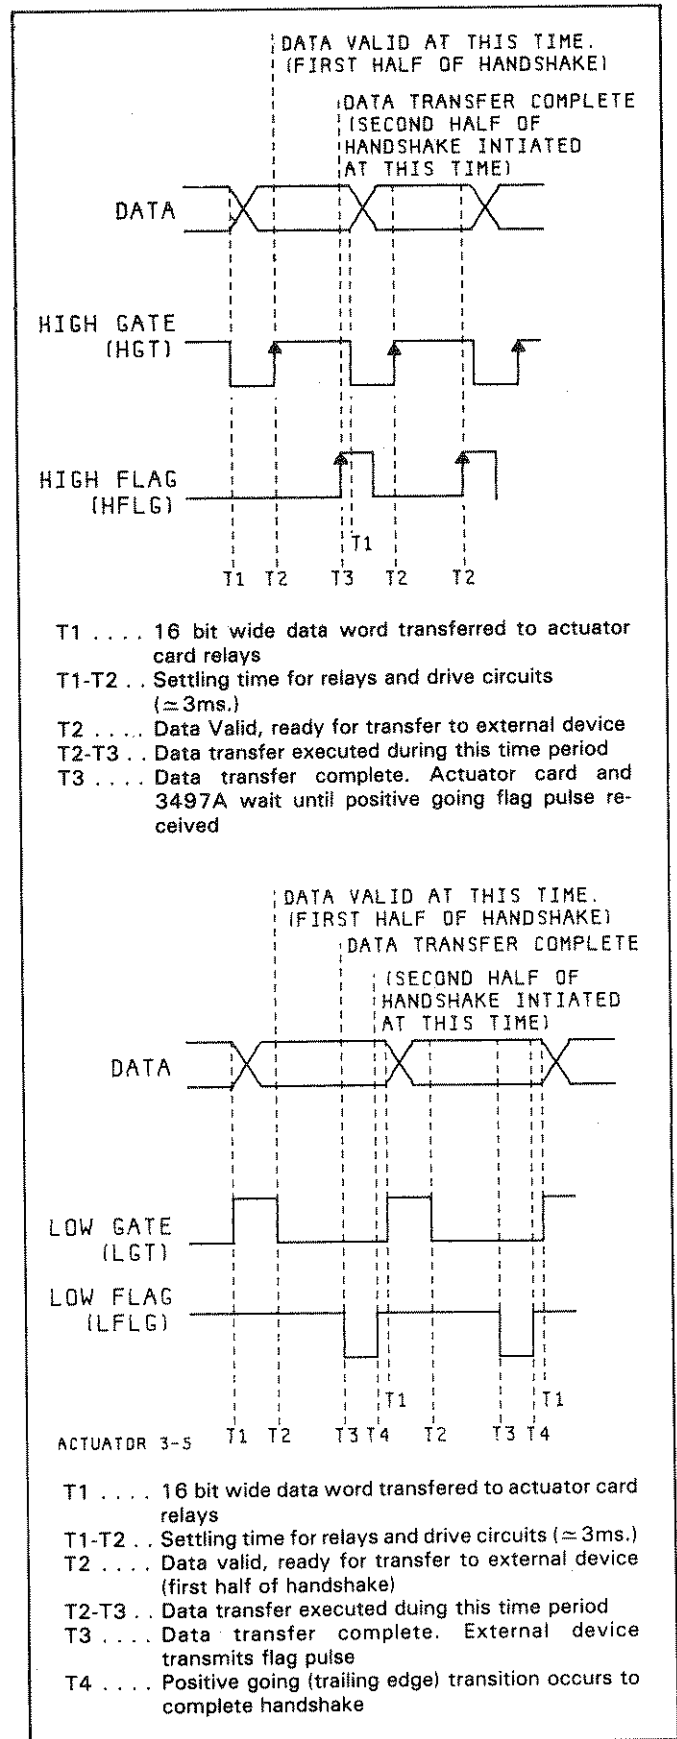 DATA VALID AT THIS TIME.
(FIRST HALF OF HANDSHAKE)
DATA TRANSFER COMPLETE
(SECOND HALF OF
HANDSHAKE INTIATED
AT THIS TIME)
DATA
HIGH GATE
(HGT)
HIGH FLAG
(HFLG)
T1
T1 T2 T3 T2 T2
T1 .... 16 bit wide data word transferred to actuator
card relays
T1-T2 .. Settling time for relays and drive circuits
(≃3ms.)
T2 .... Data Valid, ready for transfer to external device
T2-T3 .. Data transfer executed during this time period
T3 .... Data transfer complete. Actuator card and
3497A wait until positive going flag pulse re-
ceived
DATA VALID AT THIS TIME.
(FIRST HALF OF HANDSHAKE)
DATA TRANSFER COMPLETE
(SECOND HALF OF
HANDSHAKE INTIATED
AT THIS TIME)
DATA
LOW GATE
(LGT)
LOW FLAG
(LFLG)
T1 T1
ACTUATOR 3-5 T1 T2 T3 T4 T2 T3 T4
T1 .... 16 bit wide data word transfered to actuator card
relays
T1-T2 .. Settling time for relays and drive circuits (≃3ms.)
T2 .... Data valid, ready for transfer to external device
(first half of handshake)
T2-T3 .. Data transfer executed duing this time period
T3 .... Data transfer complete. External device
transmits flag pulse
T4 .... Positive going (trailing edge) transition occurs to
complete handshake